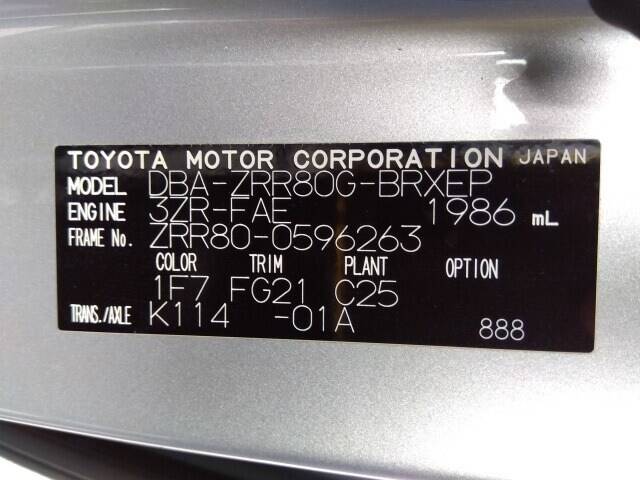 TOYOTA MOTOR CORPORATION JAPAN
MODEL DBA-ZRR80G-BRXEP
ENGINE 3ZR-FAE 1986 mL
FRAME No. ZRR80-0596263
COLOR TRIM PLANT OPTION
1F7 FG21 C25
TRANS./AXLE K114 -01A 888